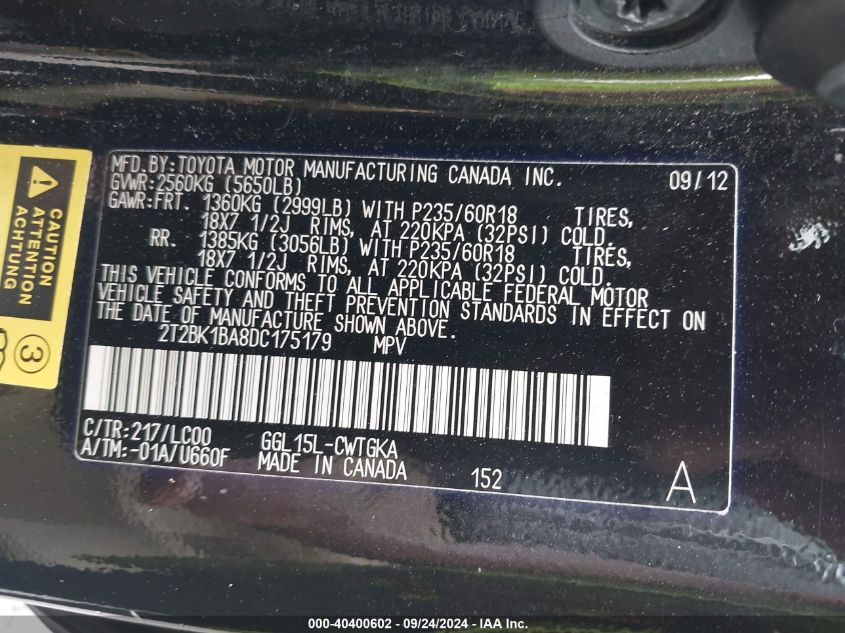 MFD.BY:TOYOTA MOTOR MANUFACTURING CANADA INC. 09/12
GVWR:2560KG (5650LB)
GAWR:FRT. 1360KG (2999LB) WITH P235/60R18 TIRES,
18X7 1/2J RIMS, AT 220KPA (32PSI) COLD.
RR. 1385KG (3056LB) WITH P235/60R18 TIRES,
18X7 1/2J RIMS, AT 220KPA (32PSI) COLD.
THIS VEHICLE CONFORMS TO ALL APPLICABLE FEDERAL MOTOR
VEHICLE SAFETY AND THEFT PREVENTION STANDARDS IN EFFECT ON
THE DATE OF MANUFACTURE SHOWN ABOVE.
2T2BK1BA8DC175179 MPV
C/TR:217/LC00 GGL15L-CWTGKA
A/TM:-01A/U660F MADE IN CANADA 152 A
ATTENTION
ACHTUNG
3
000-40400602 / 09/24/2024 - IAA Inc.